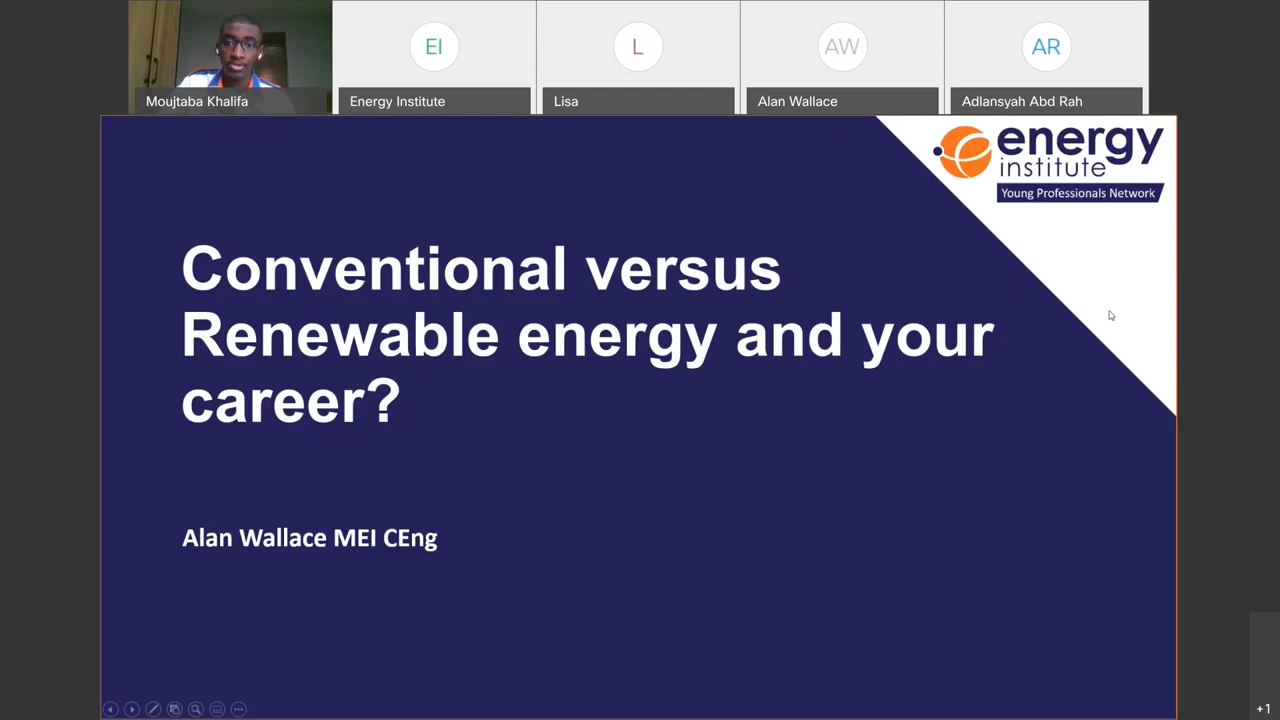 EI
L
AW
AR
Moujtaba Khalifa
Energy Institute
Lisa
Alan Wallace
Adlansyah Abd Rah
energy
institute
Young Professionals Network
Conventional versus
Renewable energy and your
career?
Alan Wallace MEI CEng
+1